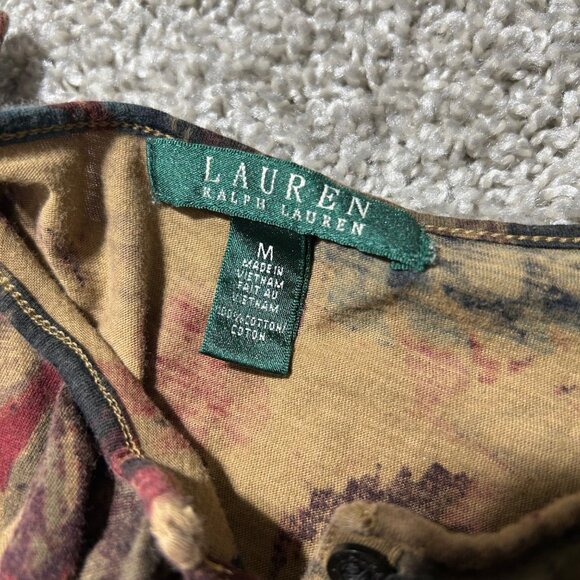 LAUREN
RALPH LAUREN
M
MADE IN
VIETNAM
FAIT AU
VIETNAM
100% COTTON/
COTON